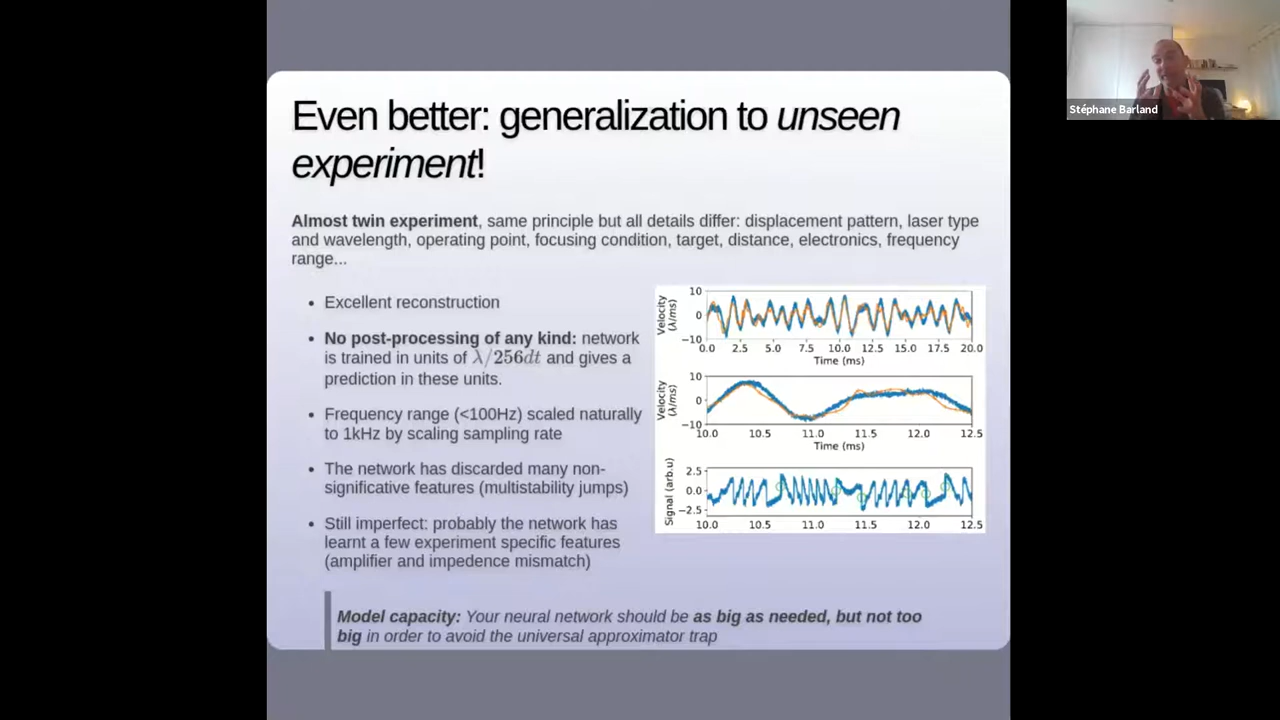 Even better: generalization to unseen
experiment!
Almost twin experiment, same principle but all details differ: displacement pattern, laser type
and wavelength, operating point, focusing condition, target, distance, electronics, frequency
range...
• Excellent reconstruction
• No post-processing of any kind: network
is trained in units of λ/256dt and gives a
prediction in these units.
• Frequency range (<100Hz) scaled naturally
to 1kHz by scaling sampling rate
• The network has discarded many non-
significative features (multistability jumps)
• Still imperfect: probably the network has
learnt a few experiment specific features
(amplifier and impedence mismatch)
Velocity
(λ/ms)
10
0
−10
0.0 2.5 5.0 7.5 10.0 12.5 15.0 17.5 20.0
Time (ms)
Velocity
(λ/ms)
10
0
−10
10.0 10.5 11.0 11.5 12.0 12.5
Time (ms)
Signal (arb.u)
2.5
0.0
−2.5
10.0 10.5 11.0 11.5 12.0 12.5
Model capacity: Your neural network should be as big as needed, but not too
big in order to avoid the universal approximator trap
Stéphane Barland